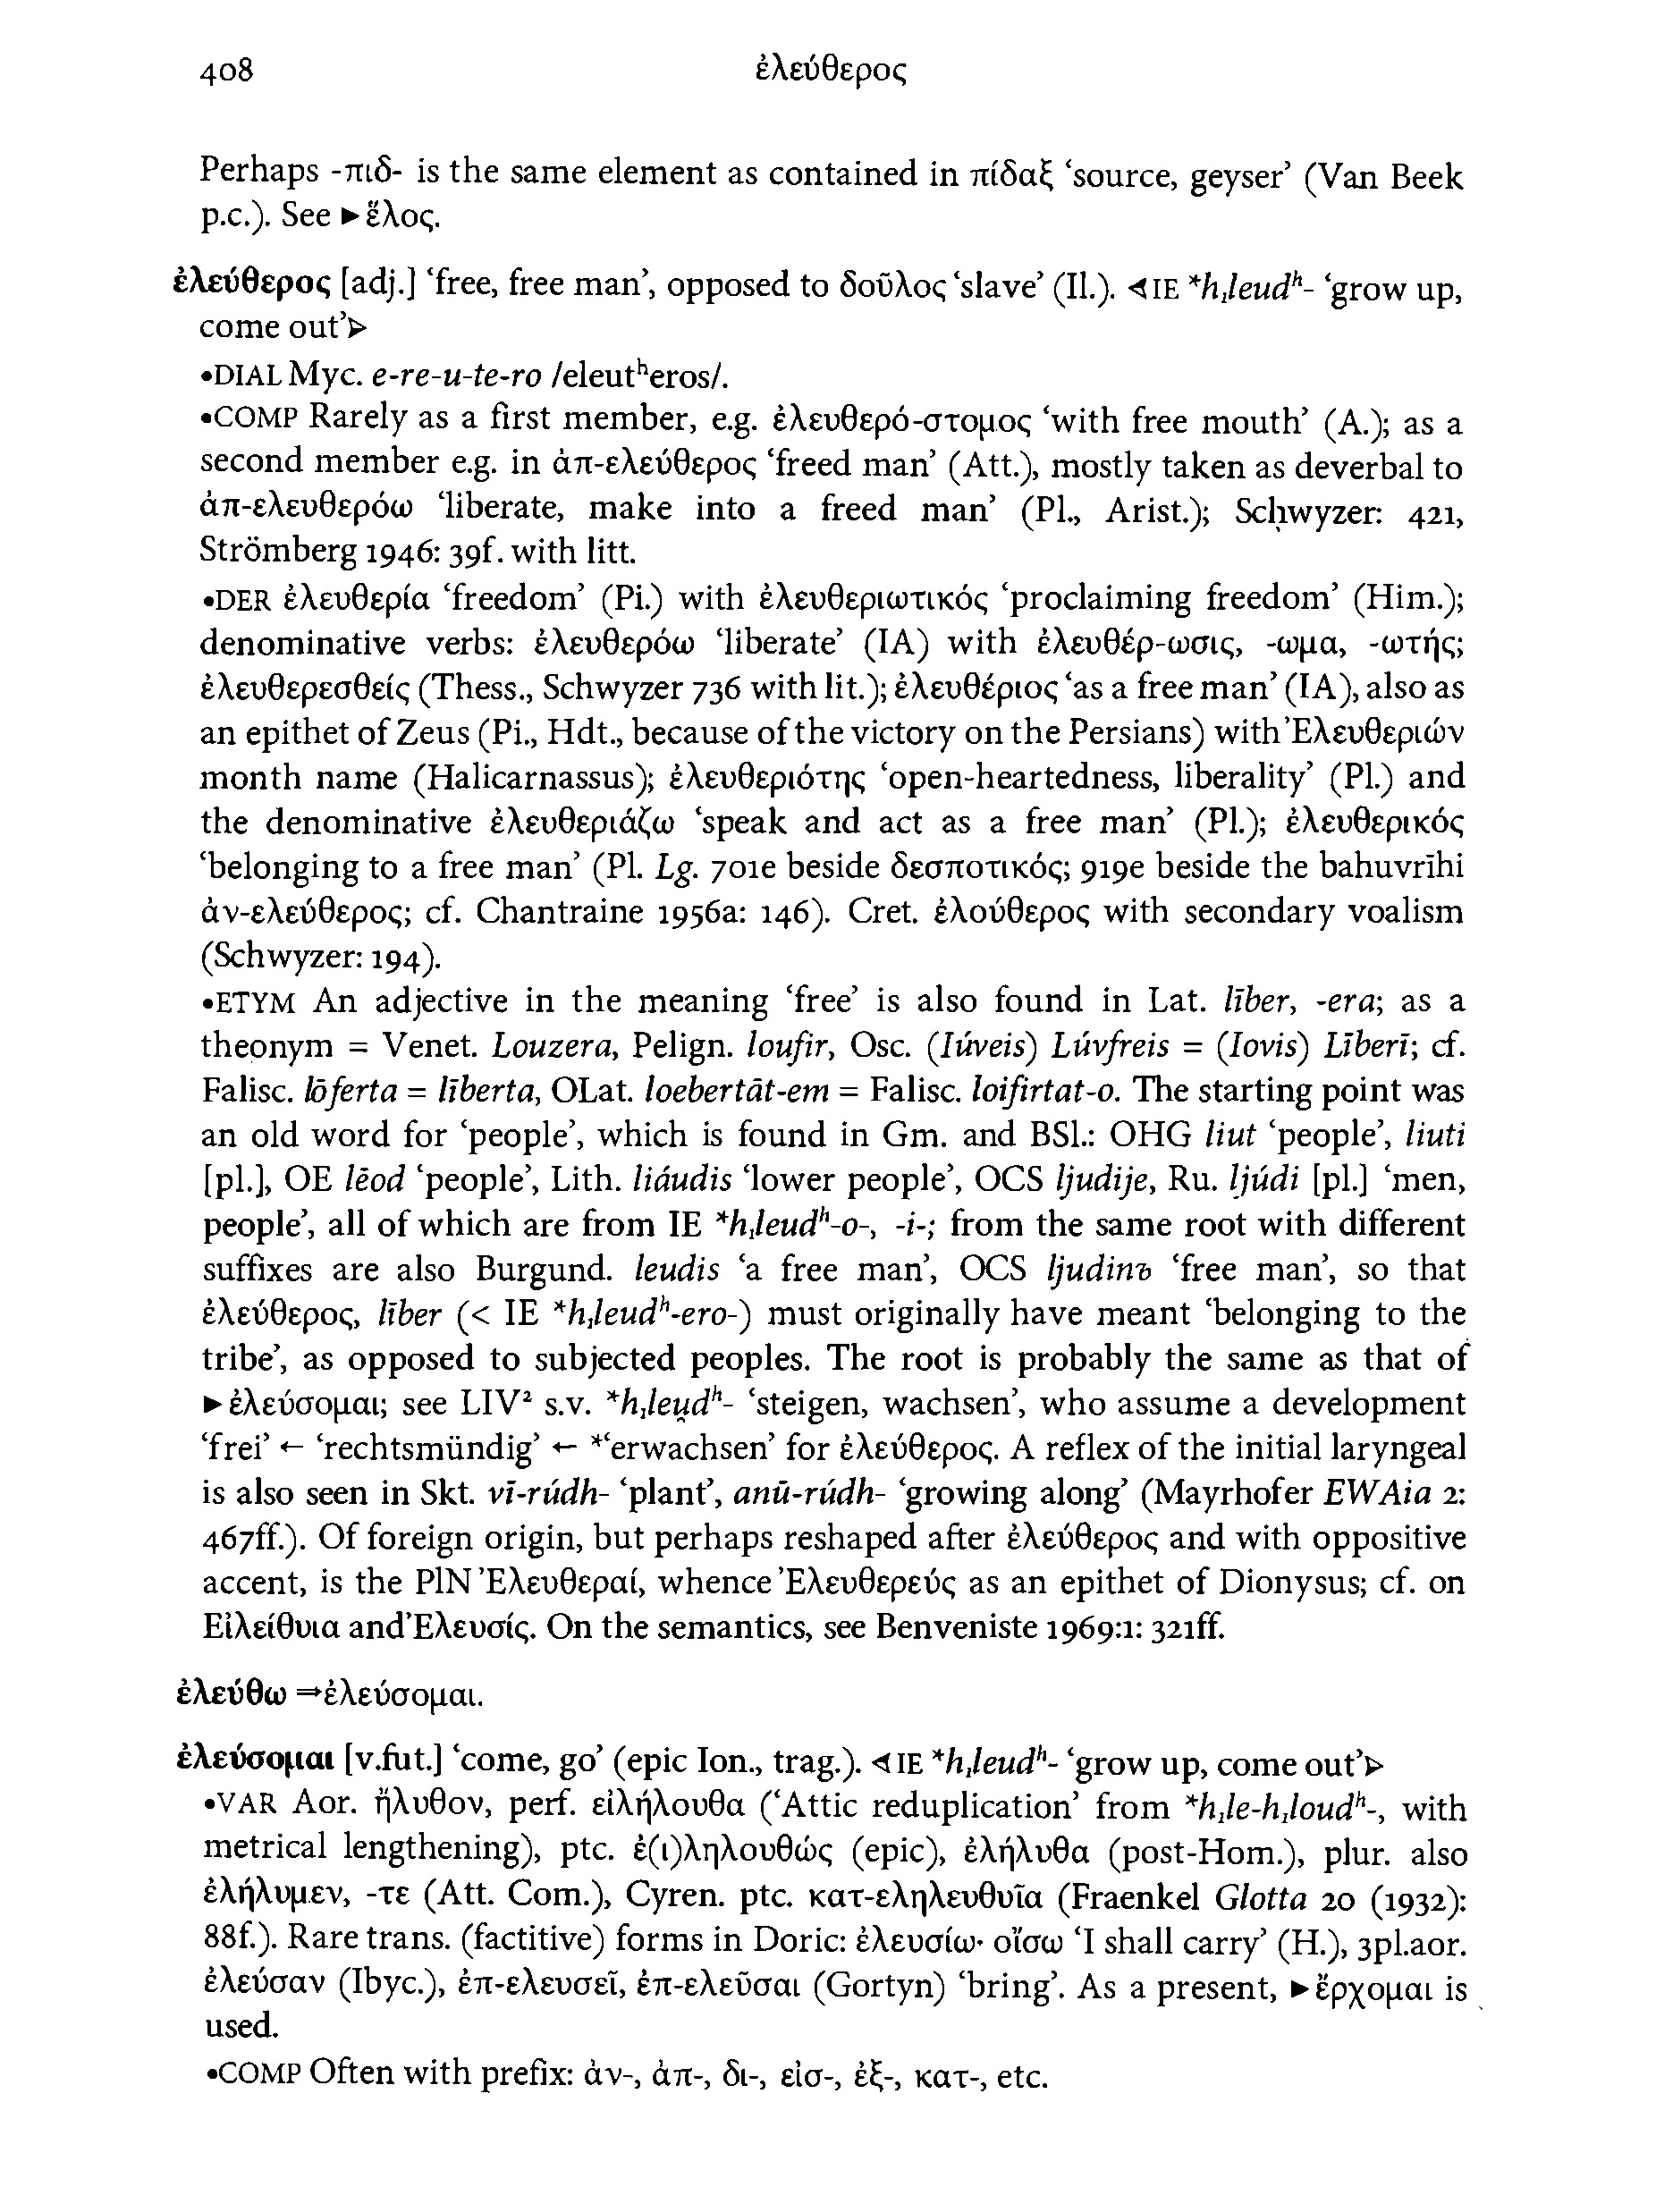 408
ἐλεύθερος
Perhaps -πιδ- is the same element as contained in πίδαξ ‘source, geyser’ (Van Beek
p.c.). See ►ἕλος.
ἐλεύθερος [adj.] ‘free, free man’, opposed to δοῦλος ‘slave’ (Il.). ⊲IE *h₁leudʰ- ‘grow up,
come out’⊳
•DIAL Myc. e-re-u-te-ro /eleutʰeros/.
•COMP Rarely as a first member, e.g. ἐλευθερό-στομος ‘with free mouth’ (A.); as a
second member e.g. in ἀπ-ελεύθερος ‘freed man’ (Att.), mostly taken as deverbal to
ἀπ-ελευθερόω ‘liberate, make into a freed man’ (Pl., Arist.); Schwyzer: 421,
Strömberg 1946: 39f. with litt.
•DER ἐλευθερία ‘freedom’ (Pi.) with ἐλευθεριωτικός ‘proclaiming freedom’ (Him.);
denominative verbs: ἐλευθερόω ‘liberate’ (IA) with ἐλευθέρ-ωσις, -ωμα, -ωτής;
ἐλευθερεσθείς (Thess., Schwyzer 736 with lit.); ἐλευθέριος ‘as a free man’ (IA), also as
an epithet of Zeus (Pi., Hdt., because of the victory on the Persians) with Ἐλευθεριών
month name (Halicarnassus); ἐλευθεριότης ‘open-heartedness, liberality’ (Pl.) and
the denominative ἐλευθεριάζω ‘speak and act as a free man’ (Pl.); ἐλευθερικός
‘belonging to a free man’ (Pl. Lg. 701e beside δεσποτικός; 919e beside the bahuvrīhi
ἀν-ελεύθερος; cf. Chantraine 1956a: 146). Cret. ἐλούθερος with secondary voalism
(Schwyzer: 194).
•ETYM An adjective in the meaning ‘free’ is also found in Lat. līber, -era; as a
theonym = Venet. Louzera, Pelign. loufir, Osc. (Iúveis) Lúvfreis = (Iovis) Līberī; cf.
Falisc. lōferta = līberta, OLat. loebertāt-em = Falisc. loifirtat-o. The starting point was
an old word for ‘people’, which is found in Gm. and BSl.: OHG liut ‘people’, liuti
[pl.], OE lēod ‘people’, Lith. liáudis ‘lower people’, OCS ljudije, Ru. ljúdi [pl.] ‘men,
people’, all of which are from IE *h₁leudʰ-o-, -i-; from the same root with different
suffixes are also Burgund. leudis ‘a free man’, OCS ljudinъ ‘free man’, so that
ἐλεύθερος, līber (< IE *h₁leudʰ-ero-) must originally have meant ‘belonging to the
tribe’, as opposed to subjected peoples. The root is probably the same as that of
►ἐλεύσομαι; see LIV² s.v. *h₁leu̯dʰ- ‘steigen, wachsen’, who assume a development
‘frei’ ← ‘rechtsmündig’ ← *‘erwachsen’ for ἐλεύθερος. A reflex of the initial laryngeal
is also seen in Skt. vī-rúdh- ‘plant’, anū-rúdh- ‘growing along’ (Mayrhofer EWAia 2:
467ff.). Of foreign origin, but perhaps reshaped after ἐλεύθερος and with oppositive
accent, is the PlN Ἐλευθεραί, whence Ἐλευθερεύς as an epithet of Dionysus; cf. on
Εἰλείθυια and Ἐλευσίς. On the semantics, see Benveniste 1969:1: 321ff.
ἐλεύθω ⇒ἐλεύσομαι.
ἐλεύσομαι [v.fut.] ‘come, go’ (epic Ion., trag.). ⊲IE *h₁leudʰ- ‘grow up, come out’⊳
•VAR Aor. ἤλυθον, perf. εἰλήλουθα (‘Attic reduplication’ from *h₁le-h₁loudʰ-, with
metrical lengthening), ptc. ἐ(ι)ληλουθώς (epic), ἐλήλυθα (post-Hom.), plur. also
ἐλήλυμεν, -τε (Att. Com.), Cyren. ptc. κατ-εληλευθυῖα (Fraenkel Glotta 20 (1932):
88f.). Rare trans. (factitive) forms in Doric: ἐλευσίω· οἴσω ‘I shall carry’ (H.), 3pl.aor.
ἐλεύσαν (Ibyc.), ἐπ-ελευσεῖ, ἐπ-ελεῦσαι (Gortyn) ‘bring’. As a present, ►ἔρχομαι is
used.
•COMP Often with prefix: ἀν-, ἀπ-, δι-, εἰσ-, ἐξ-, κατ-, etc.